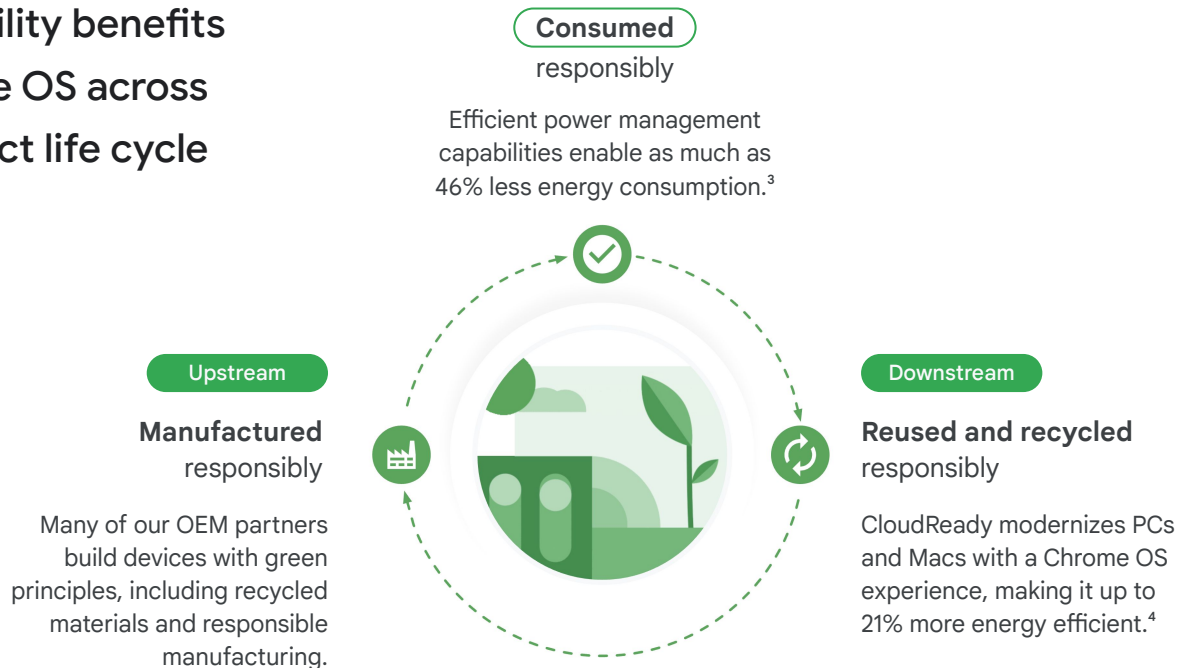 benefits
OS across
life cycle
Consumed
responsibly
Efficient power management
capabilities enable as much as
46% less energy consumption.³
Upstream
Manufactured
responsibly
Many of our OEM partners
build devices with green
principles, including recycled
materials and responsible
manufacturing.
Downstream
Reused and recycled
responsibly
CloudReady modernizes PCs
and Macs with a Chrome OS
experience, making it up to
21% more energy efficient.⁴